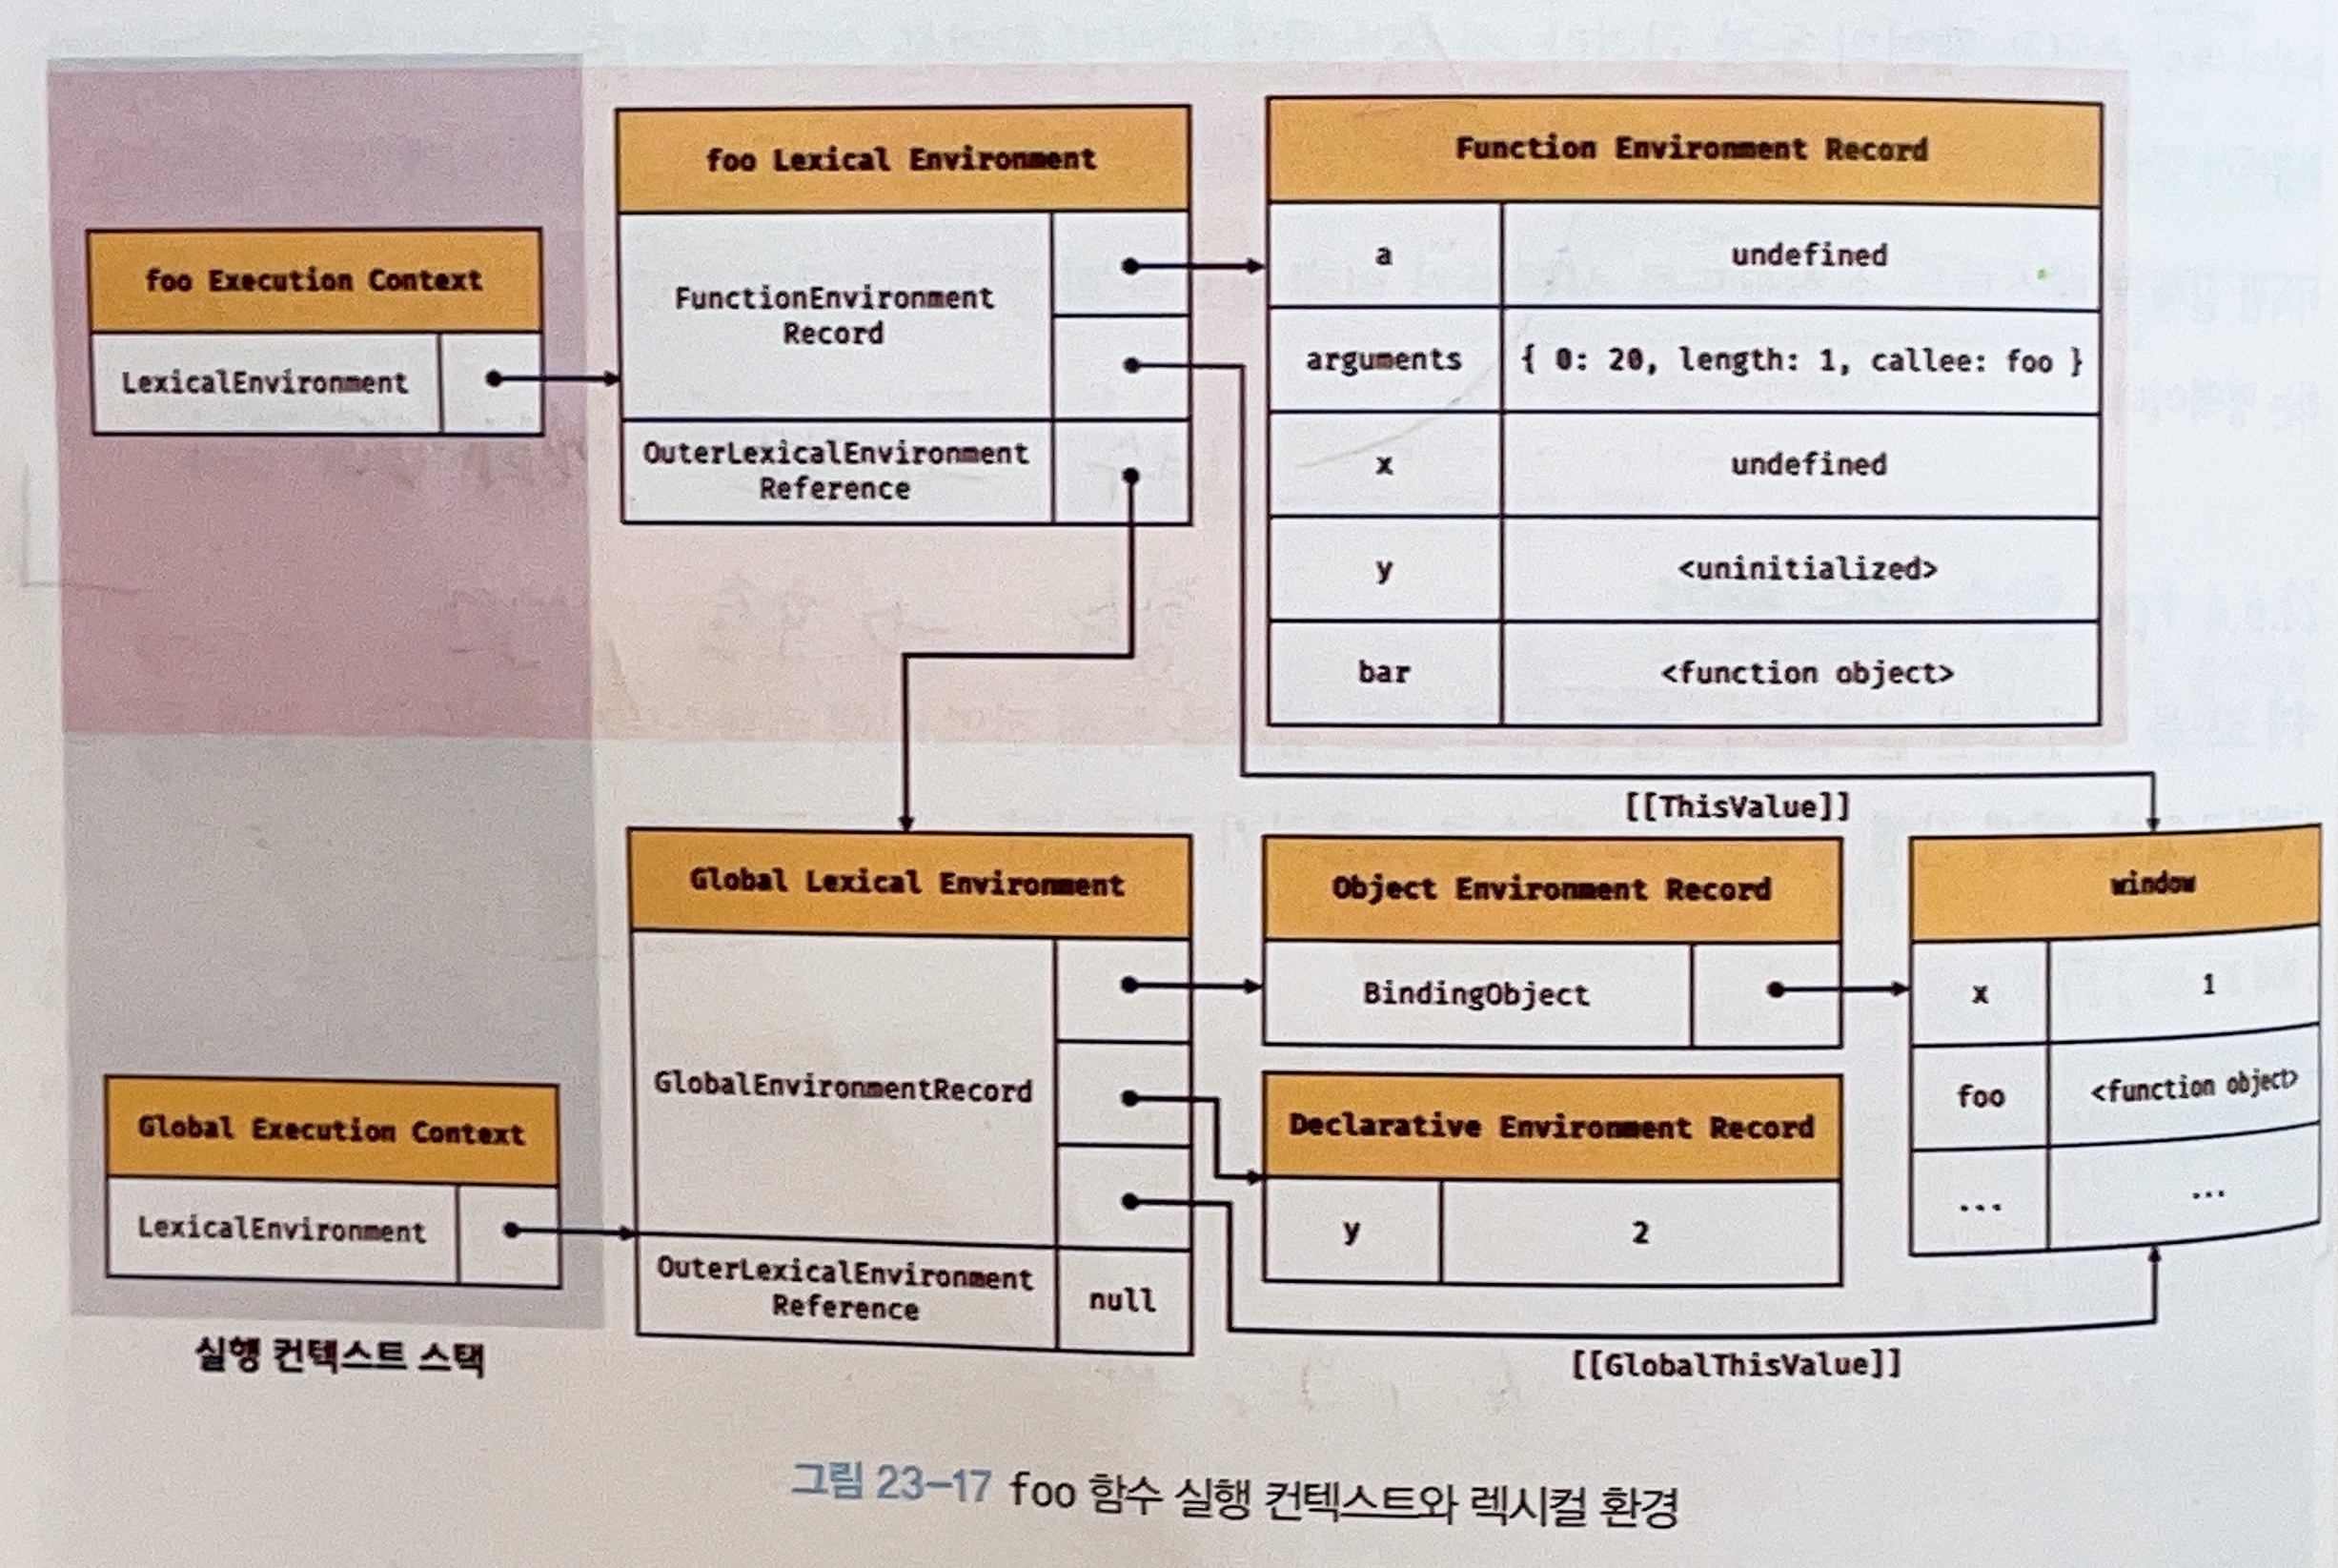 foo Execution Context
LexicalEnvironment
foo Lexical Environment
FunctionEnvironment
Record
OuterLexicalEnvironment
Reference
Function Environment Record
a undefined
arguments { 0: 20, length: 1, callee: foo }
x undefined
y <uninitialized>
bar <function object>
[[ThisValue]]
Global Execution Context
LexicalEnvironment
실행 컨텍스트 스택
Global Lexical Environment
GlobalEnvironmentRecord
OuterLexicalEnvironment
Reference
null
Object Environment Record
BindingObject
Declarative Environment Record
y 2
window
x 1
foo <function object>
... ...
[[GlobalThisValue]]
그림 23-17 foo 함수 실행 컨텍스트와 렉시컬 환경